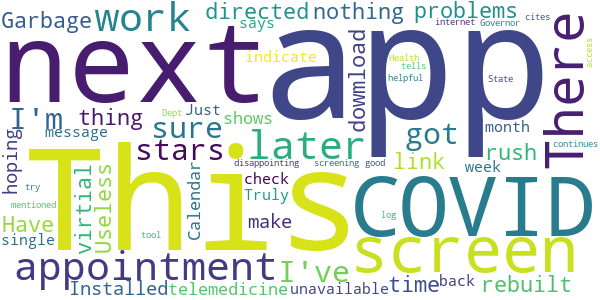 Garbage work directed nothing problems internet Governor cites
says
next app There
indicate Health tells helpful State access
I'm thing sure shows got month
Dept Just download
message stars later link rush continues
hoping virtial Useless Calendar disappointing screening good week
This COVID
try check Truly
mentioned Have make log screen
single tool
appointment I've time back rebuilt
Installed telemedicine unavailable